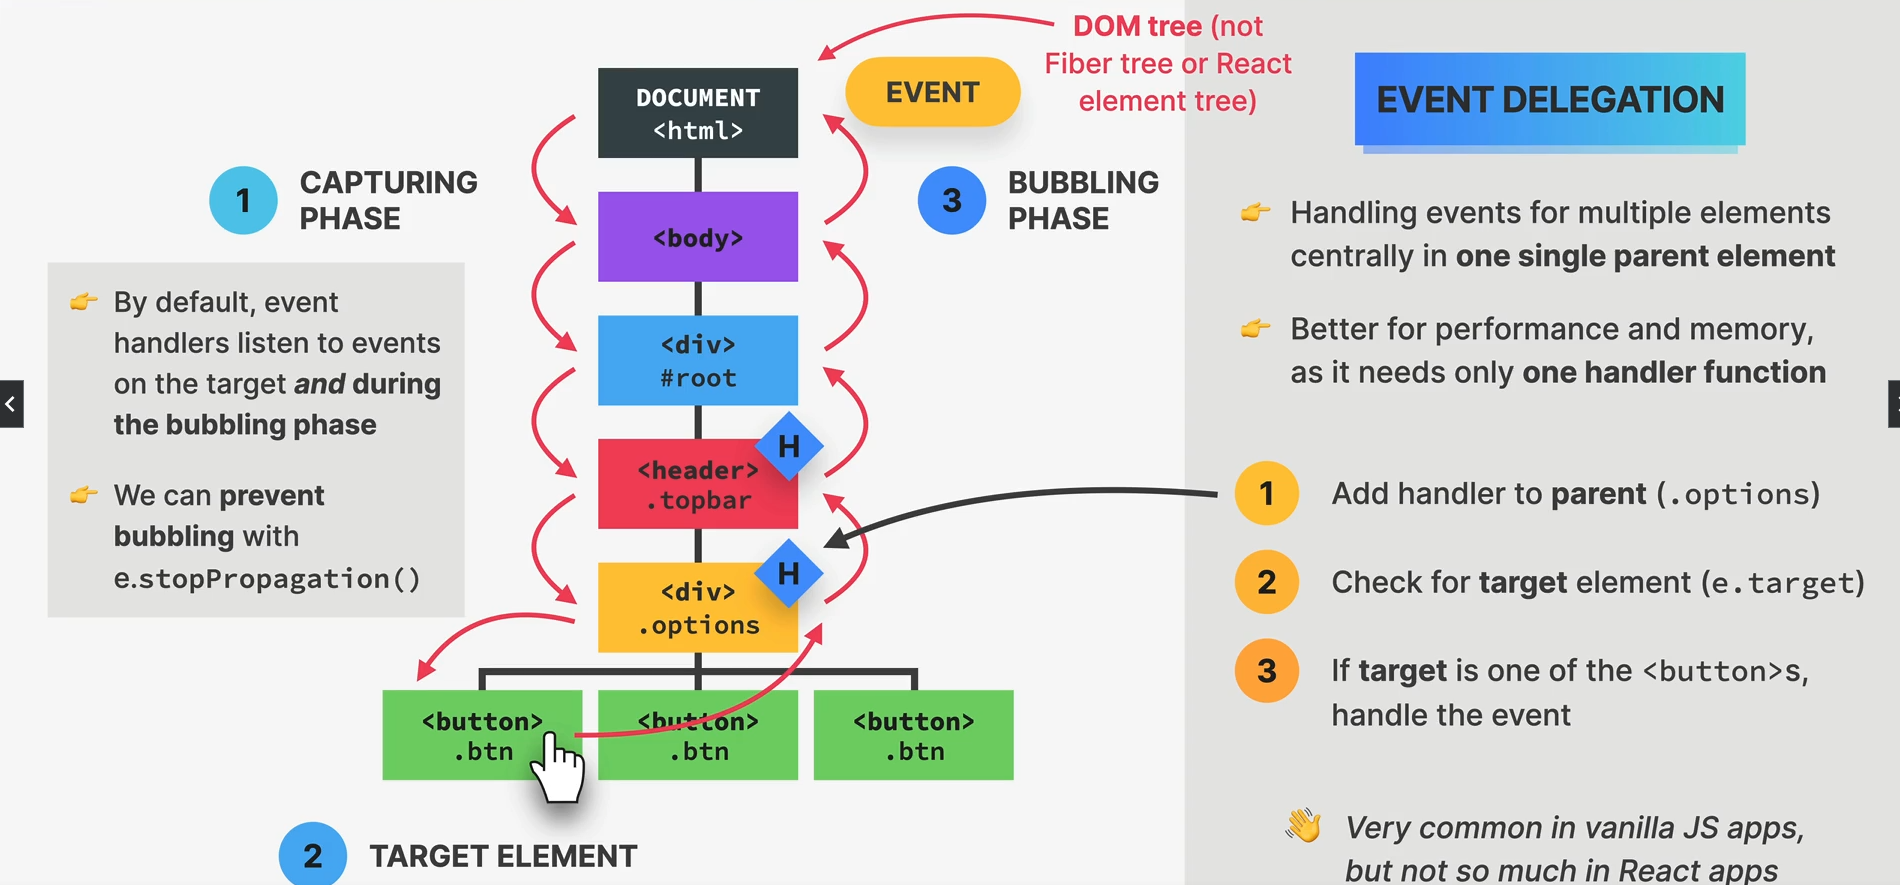 DOM tree (not
Fiber tree or React
element tree)
EVENT
DOCUMENT
<html>
1
CAPTURING
PHASE
3
BUBBLING
PHASE
<body>
👉 By default, event
handlers listen to events
on the target and during
the bubbling phase
👉 We can prevent
bubbling with
e.stopPropagation()
<div>
#root
H
<header>
.topbar
H
<div>
.options
<button>
.btn
<button>
.btn
<button>
.btn
2
TARGET ELEMENT
EVENT DELEGATION
👉 Handling events for multiple elements
centrally in one single parent element
👉 Better for performance and memory,
as it needs only one handler function
1 Add handler to parent (.options)
2 Check for target element (e.target)
3 If target is one of the <button>s,
handle the event
👋 Very common in vanilla JS apps,
but not so much in React apps